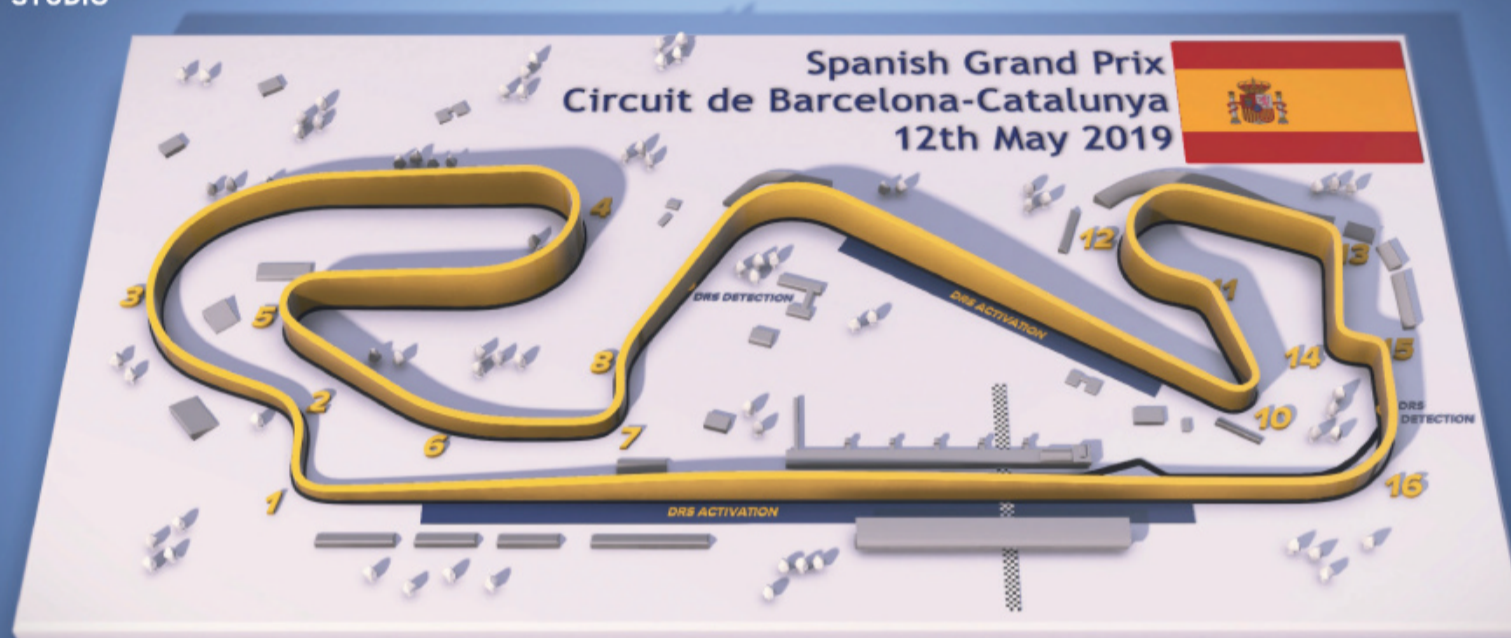 STUDIO
Spanish Grand Prix
Circuit de Barcelona-Catalunya
12th May 2019
4
12
13
3
DRS DETECTION
11
5
DRS ACTIVATION
8
14
15
2
DRS
DETECTION
10
6
7
16
1
DRS ACTIVATION